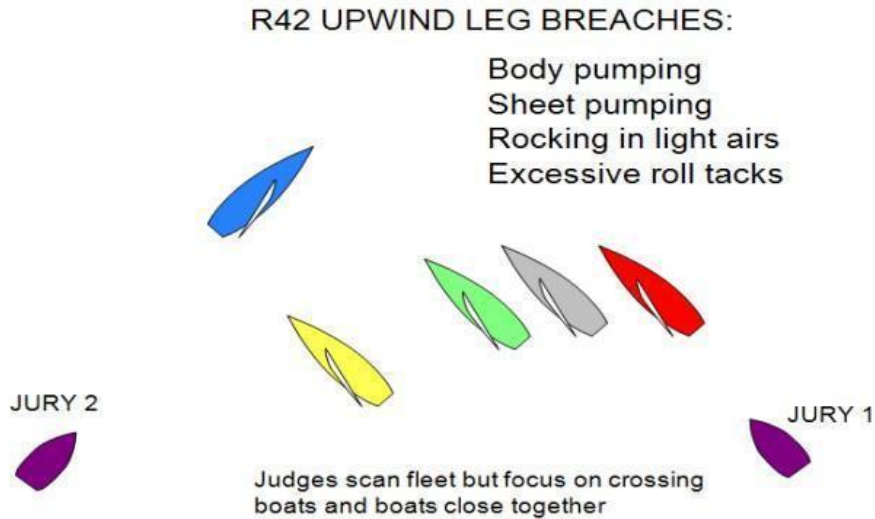 R42 UPWIND LEG BREACHES:
Body pumping
Sheet pumping
Rocking in light airs
Excessive roll tacks
JURY 2
JURY 1
Judges scan fleet but focus on crossing
boats and boats close together